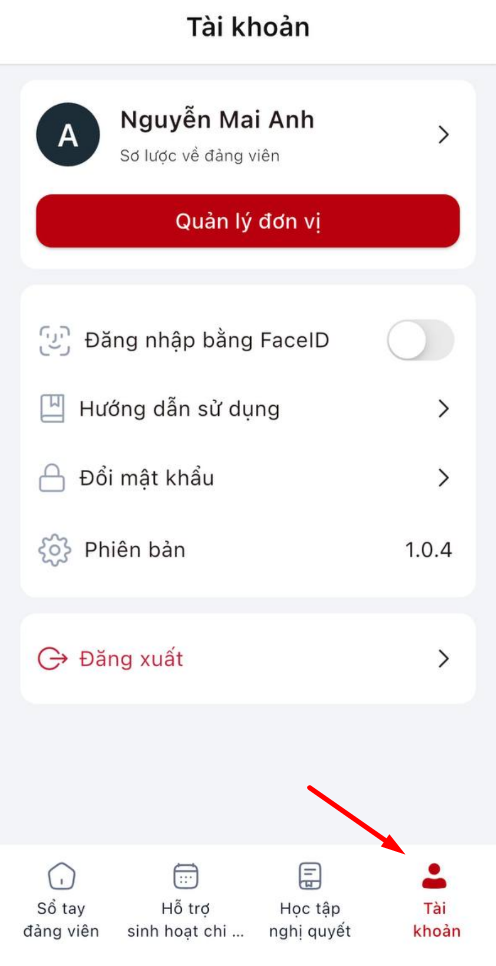 Tài khoản
A
Nguyễn Mai Anh
Sơ lược về đảng viên
Quản lý đơn vị
Đăng nhập bằng FaceID
Hướng dẫn sử dụng
Đổi mật khẩu
Phiên bản 1.0.4
Đăng xuất
Sổ tay
đảng viên
Hỗ trợ
sinh hoạt chi ...
Học tập
nghị quyết
Tài
khoản